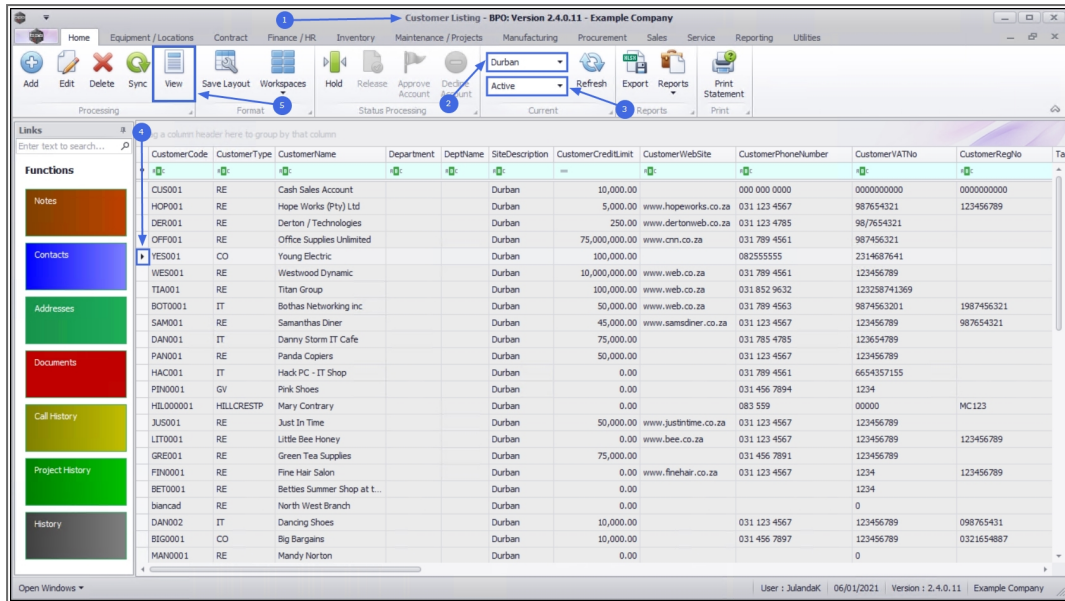 1
Customer Listing - BPO: Version 2.4.0.11 - Example Company
Home Equipment / Locations Contract Finance / HR Inventory Maintenance / Projects Manufacturing Procurement Sales Service Reporting Utilities
Add Edit Delete Sync View Save Layout Workspaces Hold Release Approve Account Decline Account Durban Active Refresh Export Reports Print Statement
5 2 3
Processing Format Status Processing Current Reports Print
Links
Enter text to search...
4
a column header here to group by that column
Functions
Notes
Contacts
Addresses
Documents
Call History
Project History
History
CustomerCode CustomerType CustomerName Department DeptName SiteDescription CustomerCreditLimit CustomerWebSite CustomerPhoneNumber CustomerVATNo CustomerRegNo Ta
CUS001 RE Cash Sales Account Durban 10,000.00 000 000 0000 0000000000 0000000000
HOP001 RE Hope Works (Pty) Ltd Durban 5,000.00 www.hopeworks.co.za 031 123 4567 987654321 123456789
DER001 RE Derton / Technologies Durban 250.00 www.dertonweb.co.za 031 123 4785 98/7654321
OFF001 RE Office Supplies Unlimited Durban 75,000,000.00 www.cnn.co.za 031 789 4561 987456321
YES001 CO Young Electric Durban 100,000.00 082555555 2314687641
WES001 RE Westwood Dynamic Durban 10,000,000.00 www.web.co.za 031 789 4561 123456789
TIA001 RE Titan Group Durban 100,000.00 www.web.co.za 031 852 9632 123258741369
BOT0001 IT Bothas Networking inc Durban 50,000.00 www.web.co.za 031 789 4563 9874563201 1987456321
SAM001 RE Samanthas Diner Durban 45,000.00 www.samsdiner.co.za 031 123 4567 123456789 987654321
DAN001 IT Danny Storm IT Cafe Durban 75,000.00 031 785 4785 123654789
PAN001 RE Panda Copiers Durban 50,000.00 031 123 4567 123456789
HAC001 IT Hack PC - IT Shop Durban 0.00 031 789 4561 6654357155
PIN0001 GV Pink Shoes Durban 0.00 031 456 7894 1234
HIL000001 HILLCRESTP Mary Contrary Durban 0.00 083 559 00000 MC123
JUS001 RE Just In Time Durban 50,000.00 www.justintime.co.za 031 123 4567 123456789
LIT0001 RE Little Bee Honey Durban 0.00 www.bee.co.za 031 123 4567 123456789 123456789
GRE001 RE Green Tea Supplies Durban 75,000.00 031 456 7891 123456789
FIN0001 RE Fine Hair Salon Durban 0.00 www.finehair.co.za 031 123 4567 1234 123456789
BET0001 RE Betties Summer Shop at t... Durban 0.00 1234
biancad RE North West Branch Durban 0.00 0
DAN002 IT Dancing Shoes Durban 10,000.00 031 123 4567 123456789 098765431
BIG0001 CO Big Bargains Durban 10,000.00 031 456 7897 123456789 0321654887
MAN0001 RE Mandy Norton Durban 0.00 0
Open Windows User : JulandaK 06/01/2021 Version : 2.4.0.11 Example Company